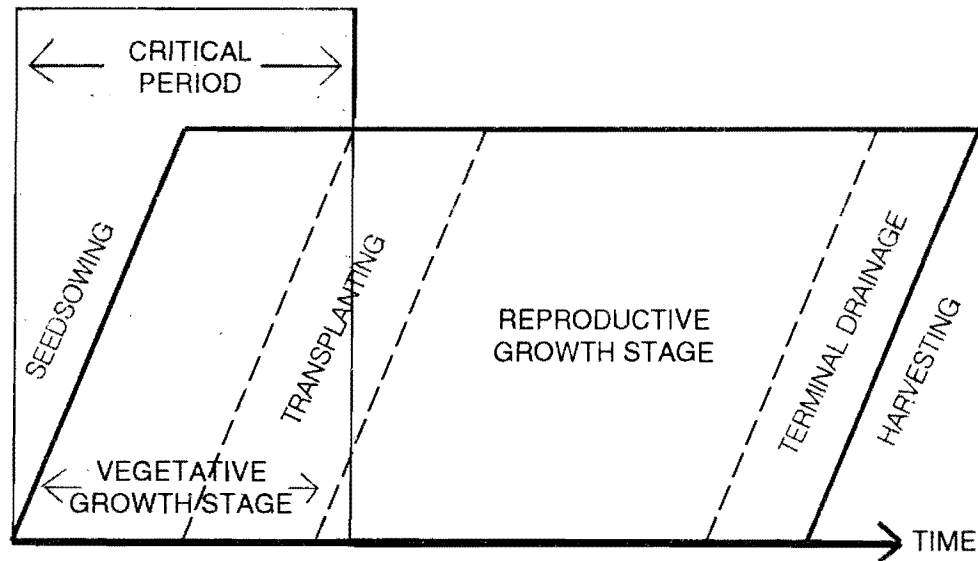 CRITICAL
PERIOD
SEEDSOWING
TRANSPLANTING
REPRODUCTIVE
GROWTH STAGE
TERMINAL DRAINAGE
HARVESTING
VEGETATIVE
GROWTH STAGE
TIME